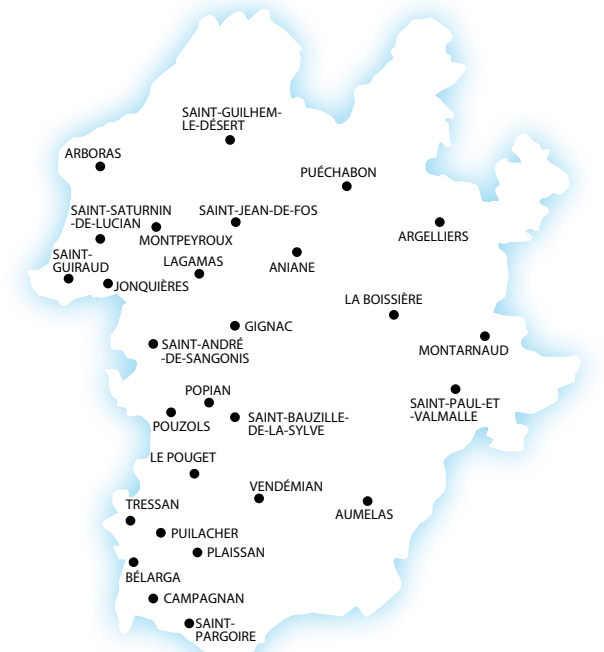 SAINT-GUILHEM-
LE-DÉSERT
ARBORAS
PUÉCHABON
SAINT-SATURNIN
-DE-LUCIAN
SAINT-JEAN-DE-FOS
MONTPEYROUX
ARGELLIERS
SAINT-
GUIRAUD
LAGAMAS
ANIANE
JONQUIÈRES
LA BOISSIÈRE
GIGNAC
SAINT-ANDRÉ
-DE-SANGONIS
MONTARNAUD
POPIAN
SAINT-PAUL-ET
-VALMALLE
POUZOLS
SAINT-BAUZILLE-
DE-LA-SYLVE
LE POUGET
VENDÉMIAN
TRESSAN
AUMELAS
PUILACHER
PLAISSAN
BÉLARGA
CAMPAGNAN
SAINT-
PARGOIRE